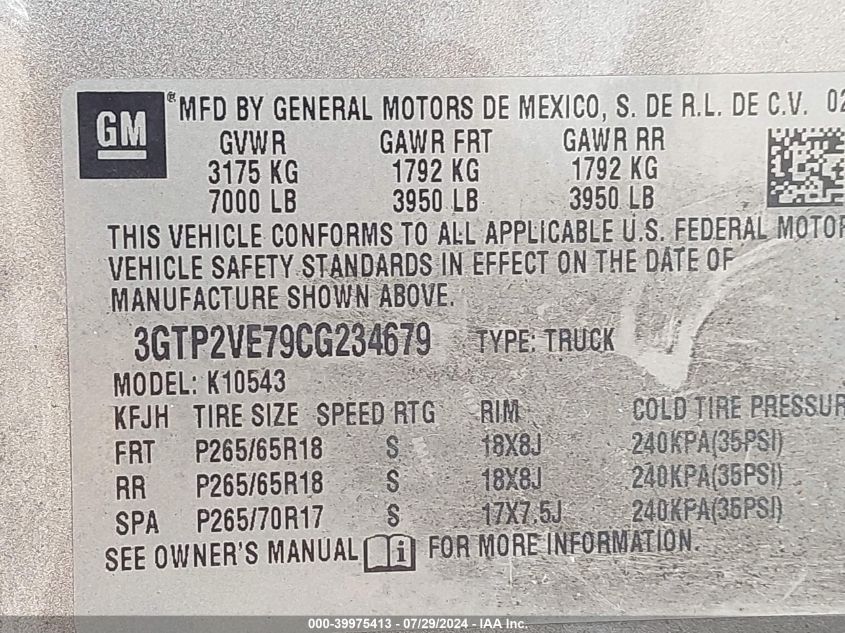 GM ® MFD BY GENERAL MOTORS DE MEXICO, S. DE R.L. DE C.V. 02
GVWR GAWR FRT GAWR RR
3175 KG 1792 KG 1792 KG
7000 LB 3950 LB 3950 LB
THIS VEHICLE CONFORMS TO ALL APPLICABLE U.S. FEDERAL MOTOR
VEHICLE SAFETY STANDARDS IN EFFECT ON THE DATE OF
MANUFACTURE SHOWN ABOVE.
3GTP2VE79CG234679 TYPE: TRUCK
MODEL: K10543
KFJH TIRE SIZE SPEED RTG RIM COLD TIRE PRESSUR
FRT P265/65R18 S 18X8J 240KPA(35PSI)
RR P265/65R18 S 18X8J 240KPA(35PSI)
SPA P265/70R17 S 17X7.5J 240KPA(35PSI)
SEE OWNER'S MANUAL i FOR MORE INFORMATION.
000-39975413 - 07/29/2024 - IAA Inc.